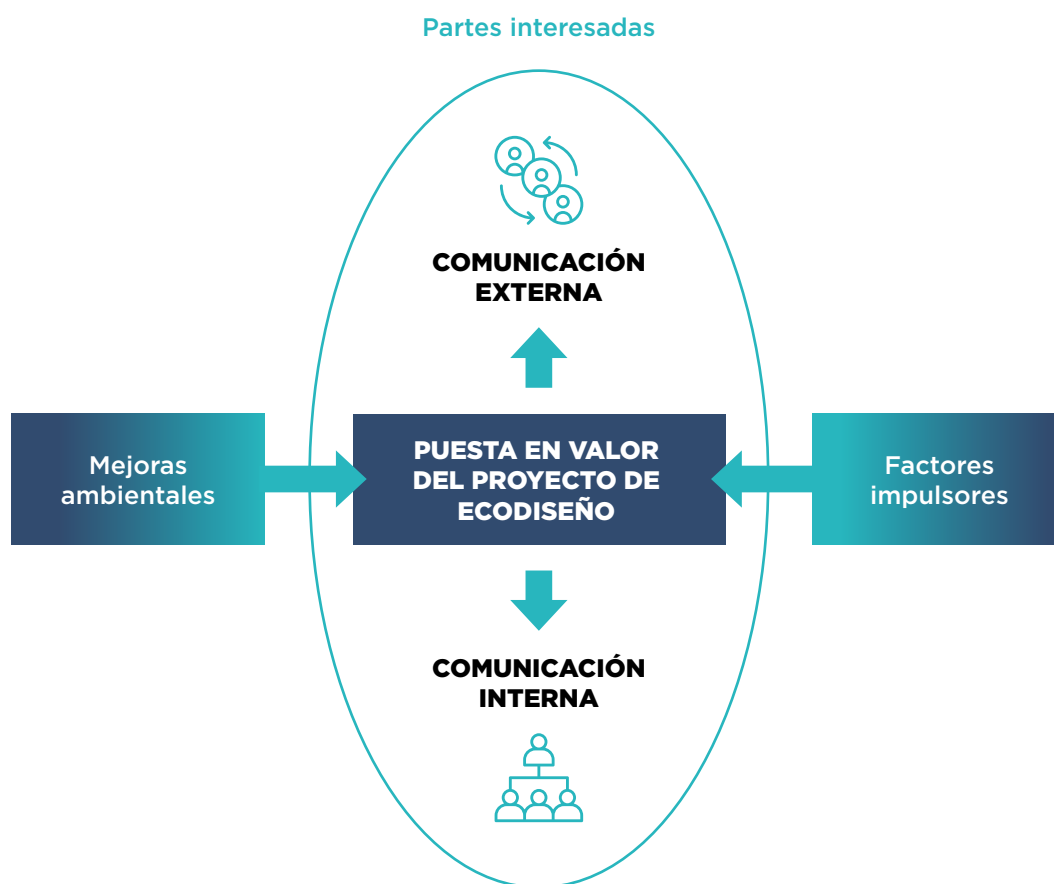 Partes interesadas
COMUNICACIÓN
EXTERNA
Mejoras
ambientales
PUESTA EN VALOR
DEL PROYECTO DE
ECODISEÑO
Factores
impulsores
COMUNICACIÓN
INTERNA